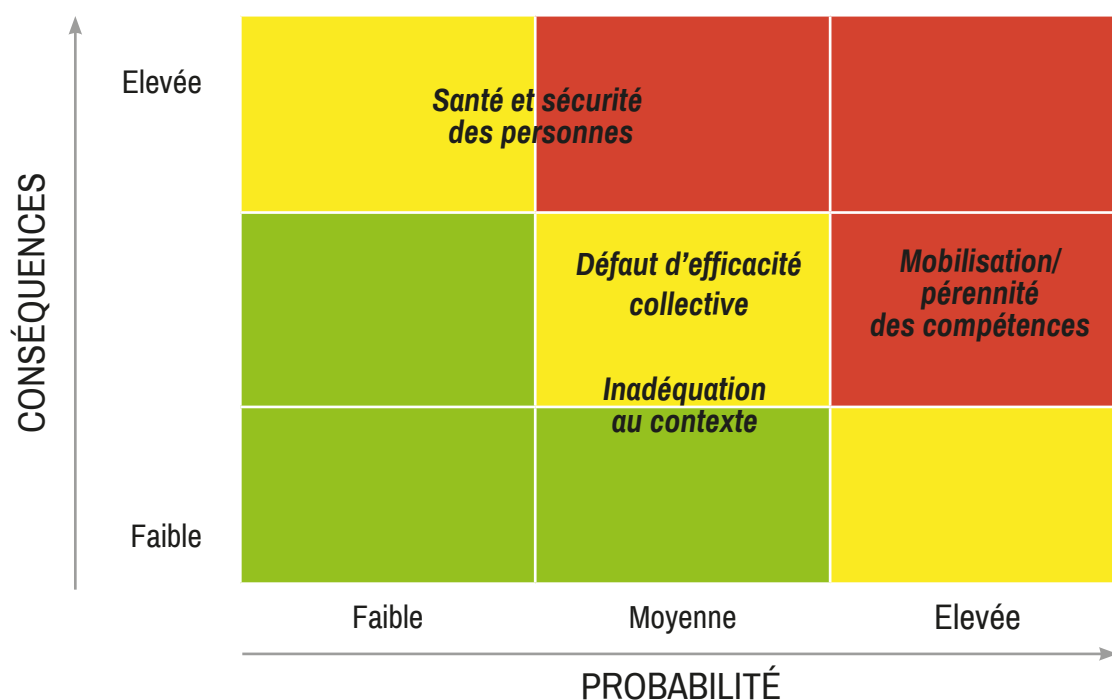 CONSÉQUENCES
Elevée
Faible
Santé et sécurité
des personnes
Défaut d’efficacité
collective
Mobilisation/
pérennité
des compétences
Inadéquation
au contexte
Faible
Moyenne
Elevée
PROBABILITÉ